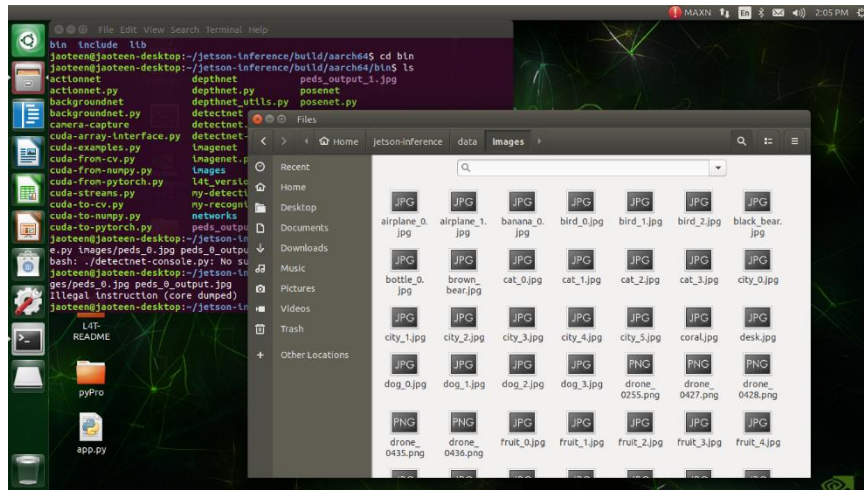 MAXN
En
2:05 PM
File Edit View Search Terminal Help
bin include lib
jaoteen@jaoteen-desktop:~/jetson-inference/build/aarch64$ cd bin
jaoteen@jaoteen-desktop:~/jetson-inference/build/aarch64/bin$ ls
actionnet depthnet peds_output_1.jpg
actionnet.py depthnet.py posenet
backgroundnet depthnet_utils.py posenet.py
backgroundnet.py detectnet
camera-capture detectnet.
cuda-array-interface.py detectnet-
cuda-examples.py imagenet
cuda-from-cv.py imagenet.p
cuda-from-numpy.py images
cuda-from-pytorch.py l4t_versio
cuda-streams.py my-detecti
cuda-to-cv.py my-recogni
cuda-to-numpy.py networks
cuda-to-pytorch.py peds_outpu
jaoteen@jaoteen-desktop:~/jetson-in
e.py images/peds_0.jpg peds_0_outpu
bash: ./detectnet-console.py: No su
jaoteen@jaoteen-desktop:~/jetson-in
ges/peds_0.jpg peds_0_output.jpg
Illegal instruction (core dumped)
jaoteen@jaoteen-desktop:~/jetson-in
L4T-
README
pyPro
app.py
Files
Home jetson-inference data Images
Recent
Home
Desktop
Documents
Downloads
Music
Pictures
Videos
Trash
Other Locations
JPG JPG JPG JPG JPG JPG JPG
airplane_0. airplane_1. banana_0. bird_0.jpg bird_1.jpg bird_2.jpg black_bear.
jpg jpg jpg jpg
JPG JPG JPG JPG JPG JPG JPG
bottle_0. brown_ cat_0.jpg cat_1.jpg cat_2.jpg cat_3.jpg city_0.jpg
jpg bear.jpg
JPG JPG JPG JPG JPG JPG JPG
city_1.jpg city_2.jpg city_3.jpg city_4.jpg city_5.jpg coral.jpg desk.jpg
JPG JPG JPG JPG PNG PNG PNG
dog_0.jpg dog_1.jpg dog_2.jpg dog_3.jpg drone_ drone_ drone_
0255.png 0427.png 0428.png
PNG PNG JPG JPG JPG JPG JPG
drone_ drone_ fruit_0.jpg fruit_1.jpg fruit_2.jpg fruit_3.jpg fruit_4.jpg
0435.png 0436.png